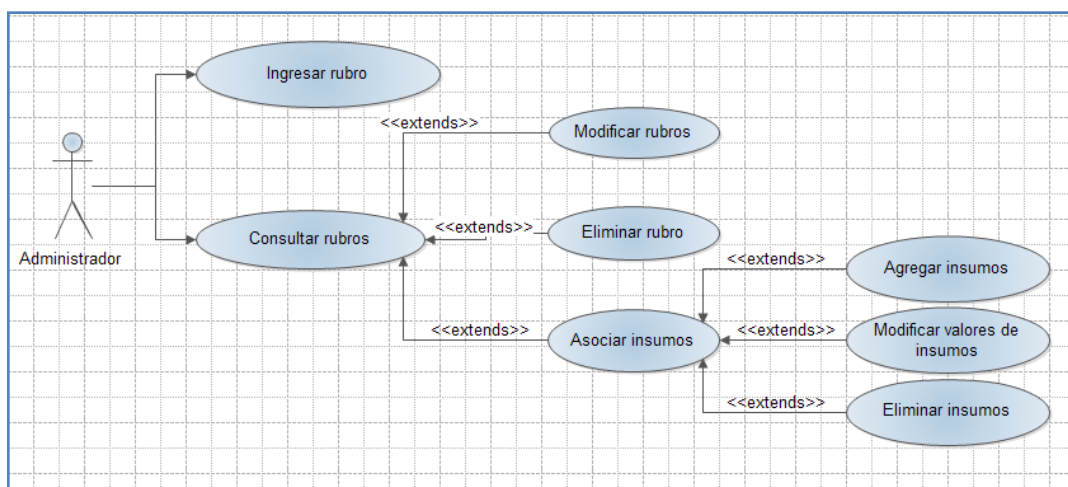 Ingresar rubro
<<extends>>
Modificar rubros
Administrador
Consultar rubros
<<extends>>
Eliminar rubro
<<extends>>
Asociar insumos
<<extends>>
Agregar insumos
<<extends>>
Modificar valores de
insumos
<<extends>>
Eliminar insumos